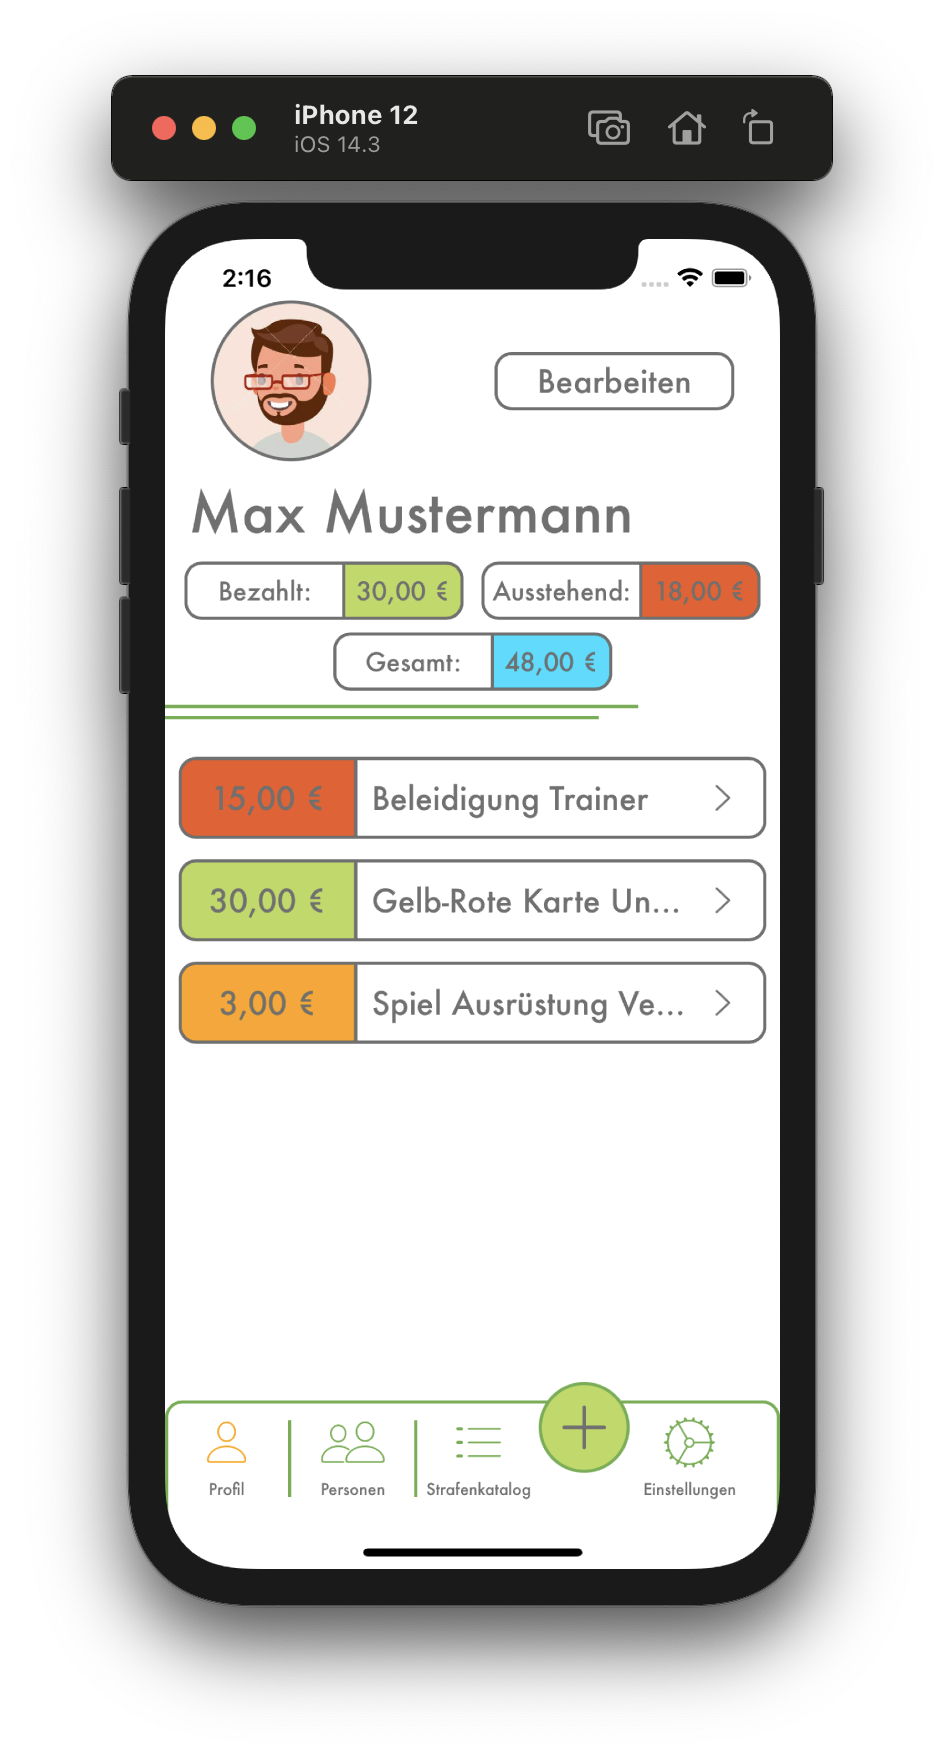 iPhone 12
iOS 14.3
2:16
Bearbeiten
Max Mustermann
Bezahlt: 30,00 €
Ausstehend: 18,00 €
Gesamt: 48,00 €
15,00 € Beleidigung Trainer
30,00 € Gelb-Rote Karte Un...
3,00 € Spiel Ausrüstung Ve...
Profil
Personen
Strafenkatalog
Einstellungen